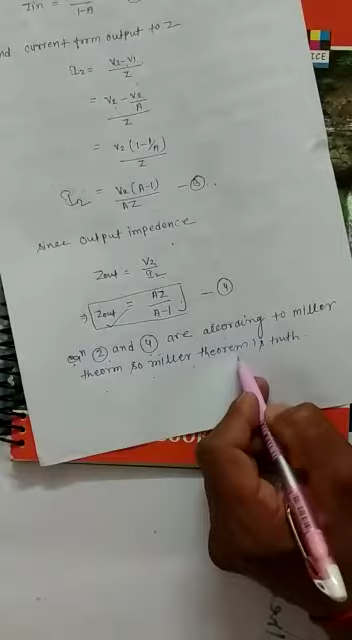 Zin =
1-A
and current from output to Z
I2 = V2-V1 / Z
= V2 - V2/A / Z
= V2 (1-1/A) / Z
I2 = V2 (A-1) / AZ — (3)..
since output impedence
Zout = V2 / I2
⇒ Zout = AZ / A-1 — (4)
eqn (2) and (4) are according to miller
theorm so miller theorem is truth.
ICE